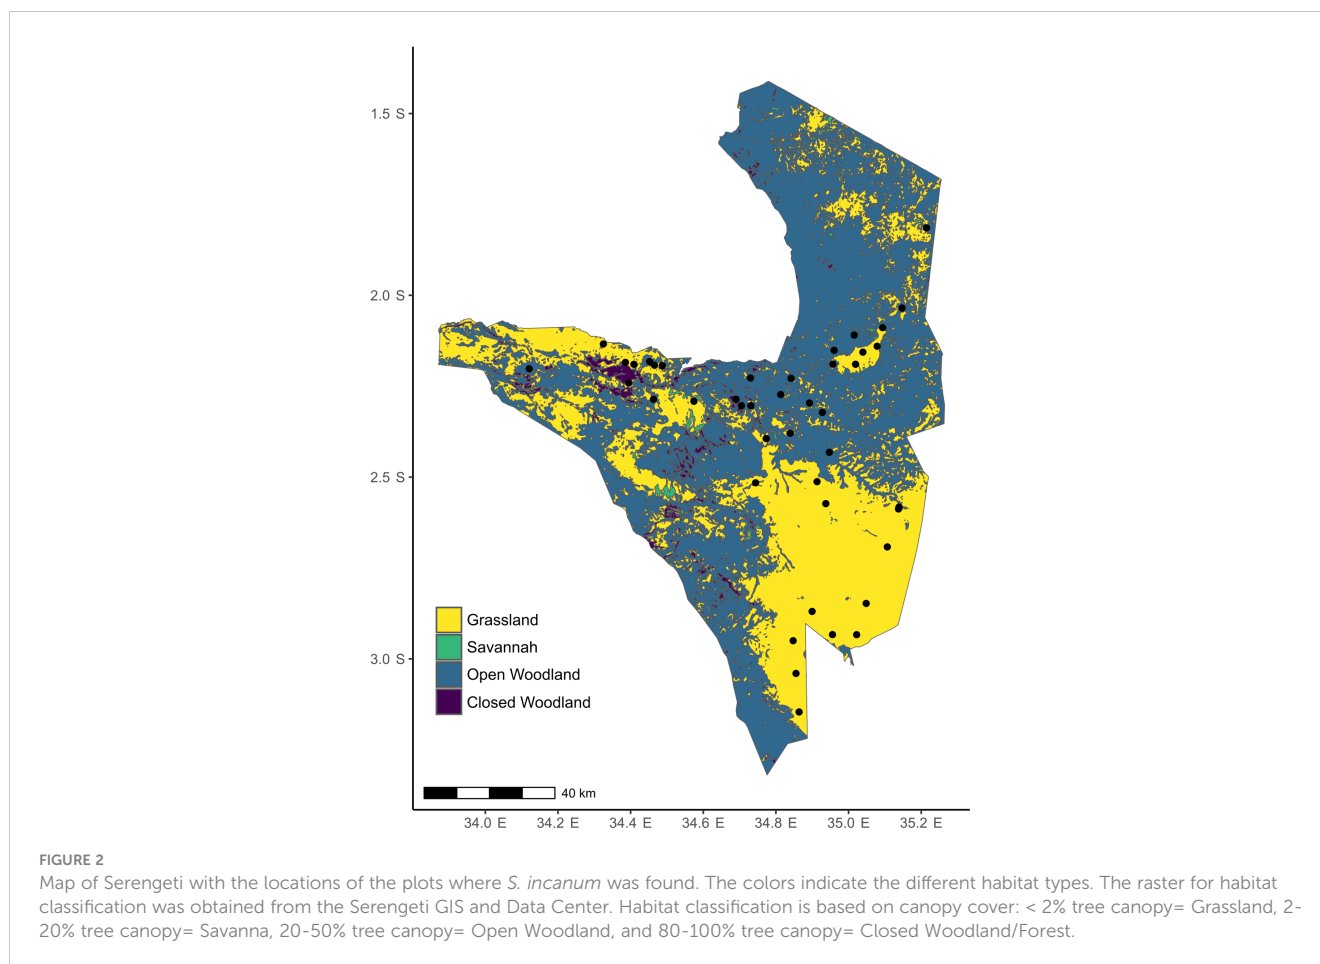 1.5 S
2.0 S
2.5 S
3.0 S
Grassland
Savannah
Open Woodland
Closed Woodland
40 km
34.0 E 34.2 E 34.4 E 34.6 E 34.8 E 35.0 E 35.2 E
FIGURE 2
Map of Serengeti with the locations of the plots where S. incanum was found. The colors indicate the different habitat types. The raster for habitat
classification was obtained from the Serengeti GIS and Data Center. Habitat classification is based on canopy cover: < 2% tree canopy= Grassland, 2-
20% tree canopy= Savanna, 20-50% tree canopy= Open Woodland, and 80-100% tree canopy= Closed Woodland/Forest.